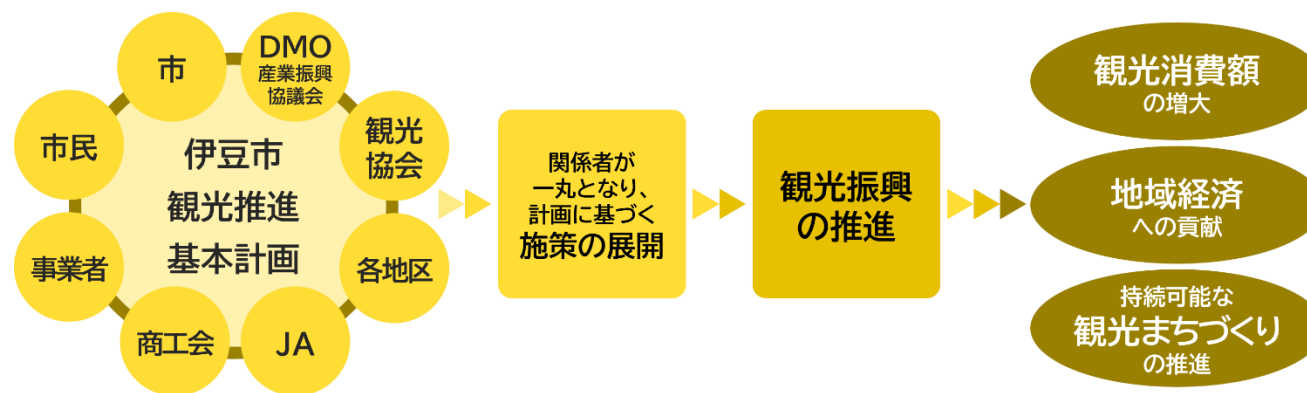 市
DMO
産業振興
協議会
観光
協会
各地区
JA
商工会
事業者
市民
伊豆市
観光推進
基本計画
関係者が
一丸となり、
計画に基づく
施策の展開
観光振興
の推進
観光消費額
の増大
地域経済
への貢献
持続可能な
観光まちづくり
の推進